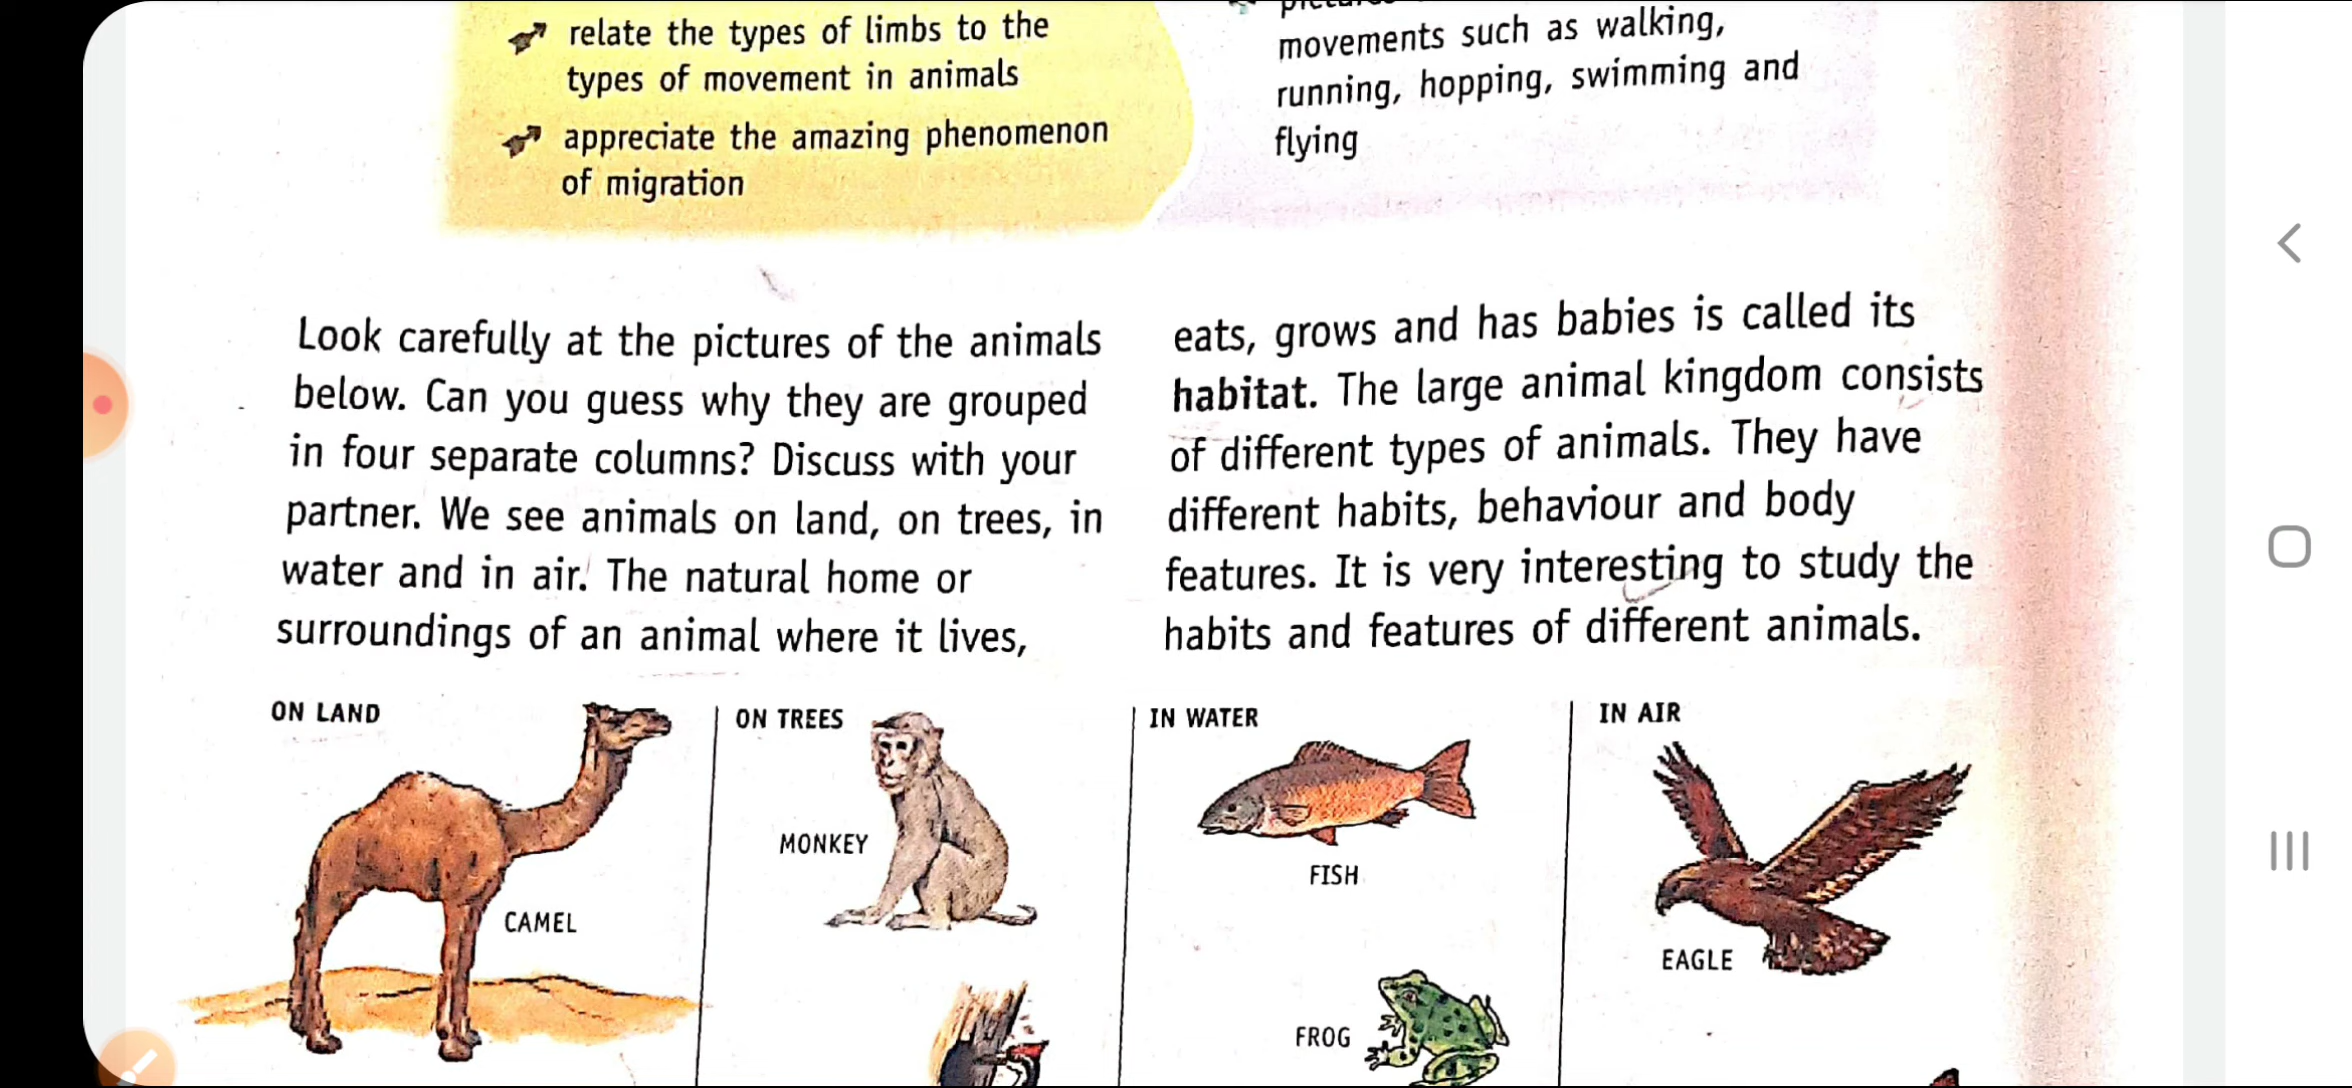 relate the types of limbs to the
types of movement in animals
appreciate the amazing phenomenon
of migration
movements such as walking,
running, hopping, swimming and
flying
Look carefully at the pictures of the animals
below. Can you guess why they are grouped
in four separate columns? Discuss with your
partner. We see animals on land, on trees, in
water and in air. The natural home or
surroundings of an animal where it lives,
eats, grows and has babies is called its
habitat. The large animal kingdom consists
of different types of animals. They have
different habits, behaviour and body
features. It is very interesting to study the
habits and features of different animals.
ON LAND
CAMEL
ON TREES
MONKEY
IN WATER
FISH
FROG
IN AIR
EAGLE